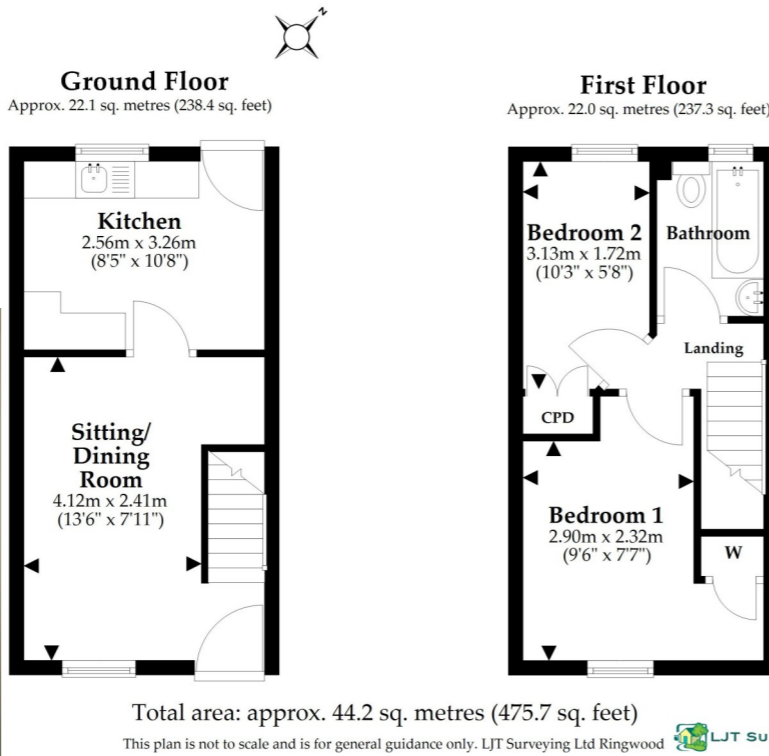 N
Ground Floor
Approx. 22.1 sq. metres (238.4 sq. feet)
Kitchen
2.56m x 3.26m
(8'5" x 10'8")
Sitting/
Dining
Room
4.12m x 2.41m
(13'6" x 7'11")
First Floor
Approx. 22.0 sq. metres (237.3 sq. feet)
Bedroom 2
3.13m x 1.72m
(10'3" x 5'8")
Bathroom
Landing
CPD
Bedroom 1
2.90m x 2.32m
(9'6" x 7'7")
W
Total area: approx. 44.2 sq. metres (475.7 sq. feet)
This plan is not to scale and is for general guidance only. LJT Surveying Ltd Ringwood
LJT Su